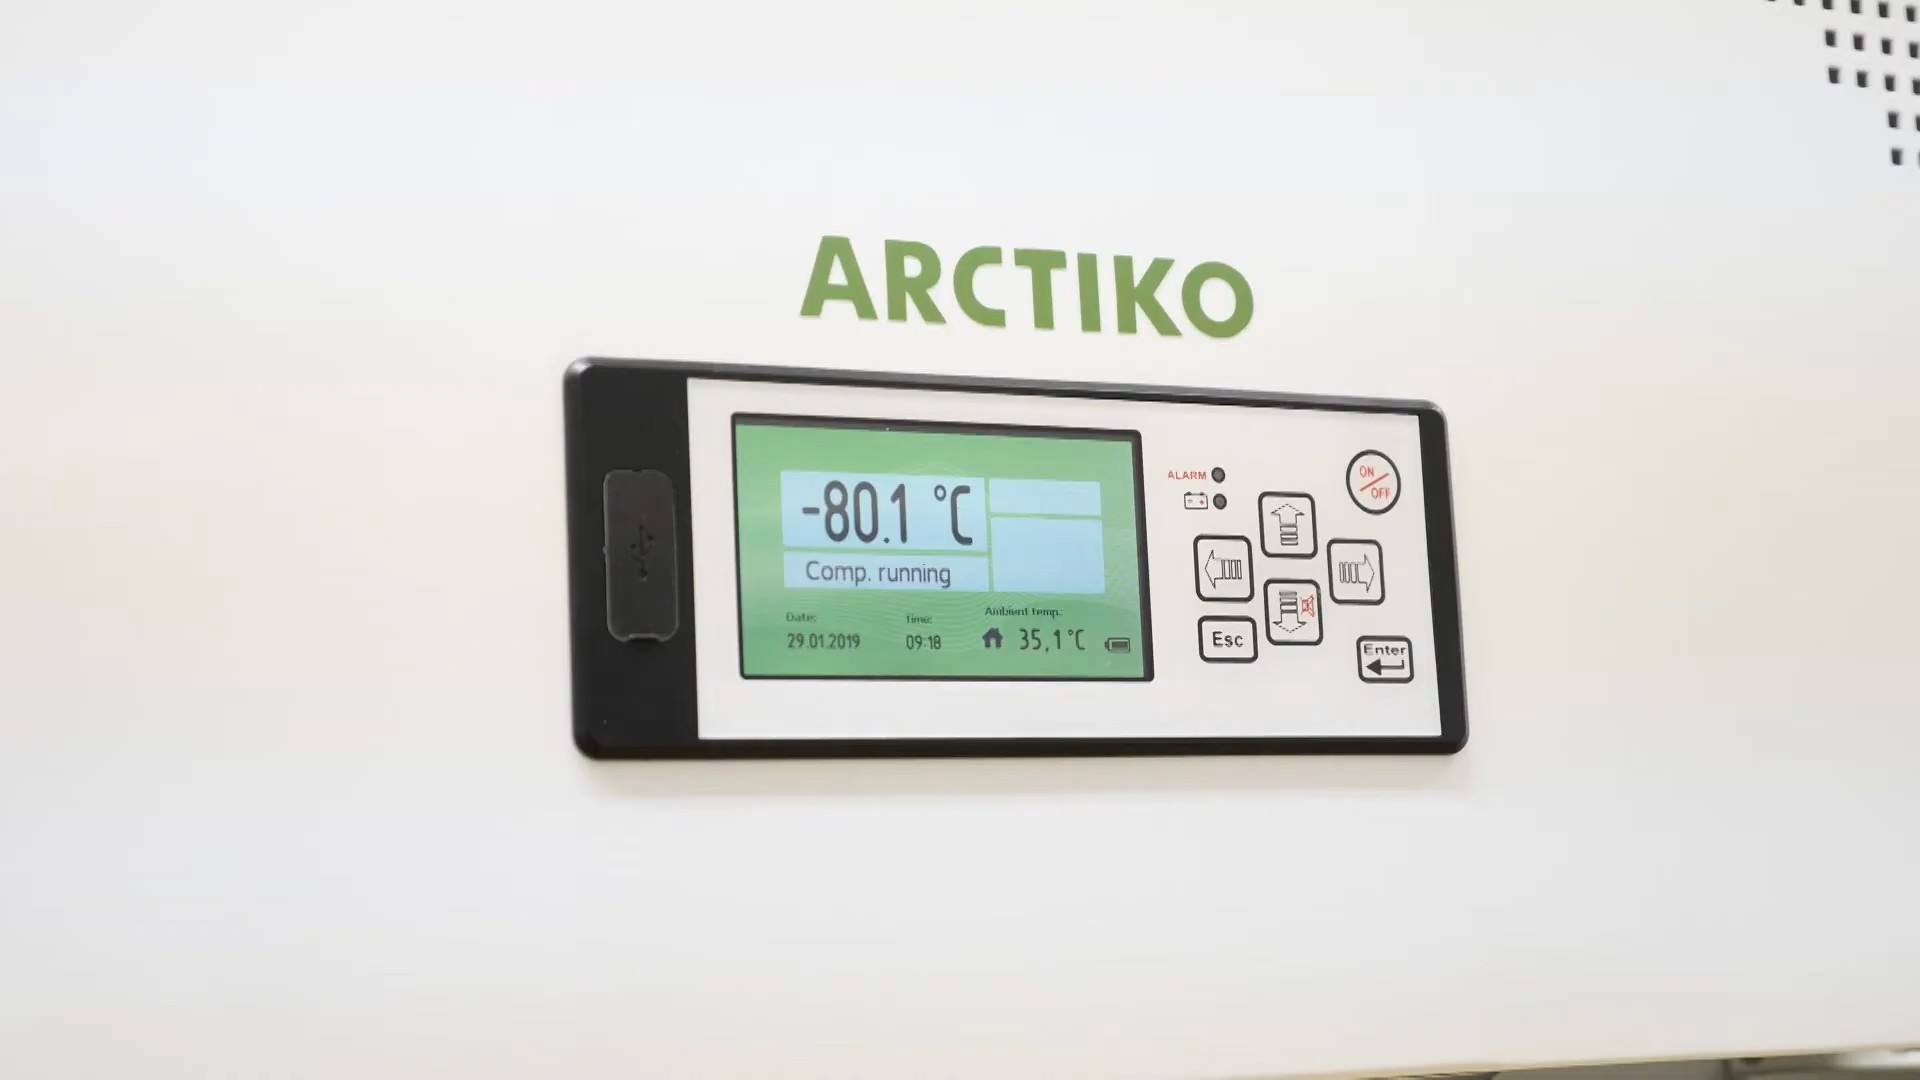 ARCTIKO
-80.1 °C
Comp. running
Date: Time: Ambient temp.:
29.01.2019 09:18 35,1°C
ALARM
ON/OFF
Esc
Enter